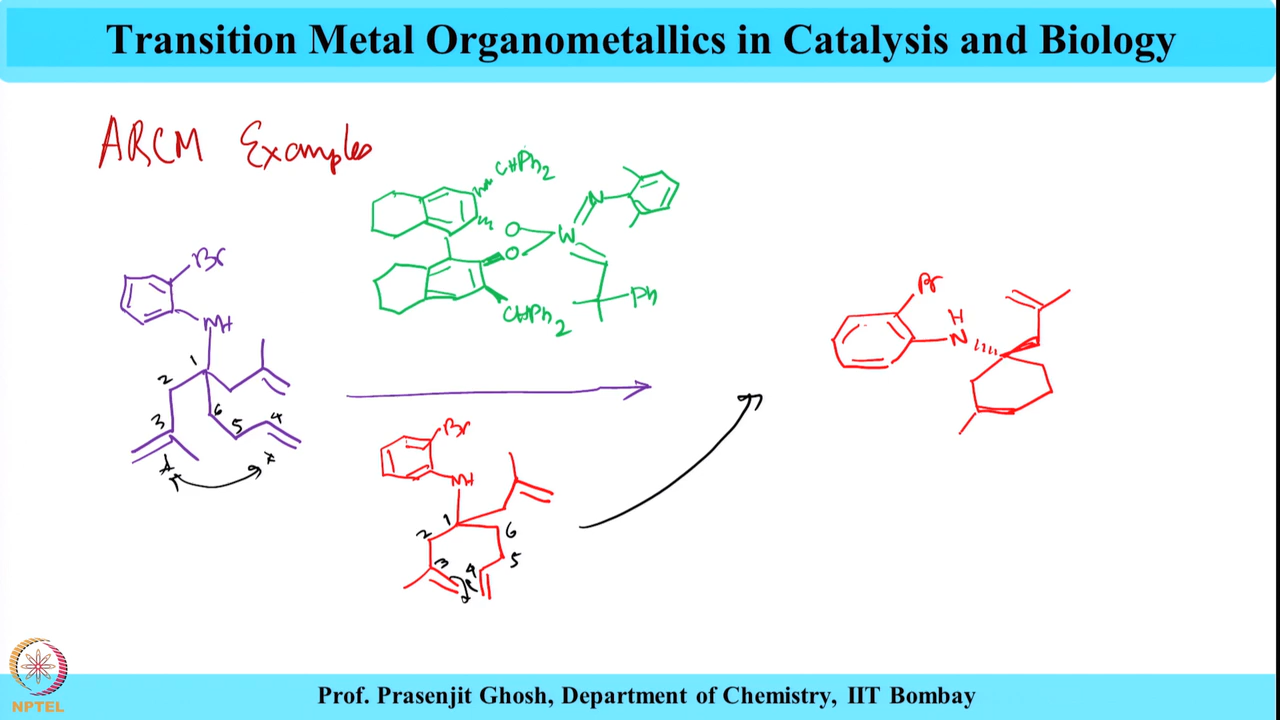 Transition Metal Organometallics in Catalysis and Biology
ARCM Examples
CHPh2
N
O
W
O
Ph
CHPh2
Br
NH
1
2
3
6
5
4
Br
NH
1
2
3
4
5
6
Br
H
N
Prof. Prasenjit Ghosh, Department of Chemistry, IIT Bombay
NPTEL